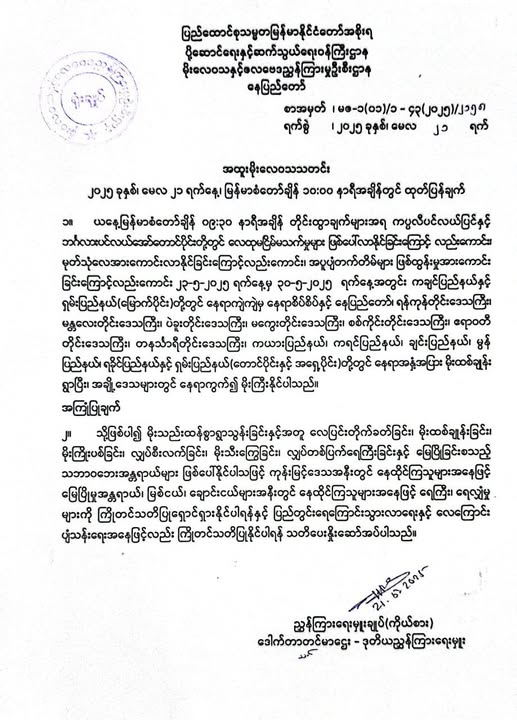 ပြည်ထောင်စုသမ္မတမြန်မာနိုင်ငံတော်အစိုးရ
ပို့ဆောင်ရေးနှင့်ဆက်သွယ်ရေးဝန်ကြီးဌာန
မိုးလေဝသနှင့်ဇလဗေဒညွှန်ကြားမှုဦးစီးဌာန
နေပြည်တော်
ရုံးချုပ်
စာအမှတ် ၊ မဇ-၁(၀၁)/၁ - ၄၃(၂၀၂၅)/၂၁၅၈
ရက်စွဲ ၊ ၂၀၂၅ ခုနှစ်၊ မေလ ၂၁ ရက်
အထူးမိုးလေဝသသတင်း
၂၀၂၅ ခုနှစ်၊ မေလ ၂၁ ရက်နေ့၊ မြန်မာစံတော်ချိန် ၁၀:၀၀ နာရီအချိန်တွင် ထုတ်ပြန်ချက်
၁။ ယနေ့မြန်မာစံတော်ချိန် ၀၉:၃၀ နာရီအချိန် တိုင်းထွာချက်များအရ ကပ္ပလီပင်လယ်ပြင်နှင့်
ဘင်္ဂလားပင်လယ်အော်တောင်ပိုင်းတို့တွင် လေထုမငြိမ်မသက်မှုများ ဖြစ်ပေါ်လာနိုင်ခြင်းကြောင့် လည်းကောင်း၊
မုတ်သုံလေအားကောင်းလာနိုင်ခြင်းကြောင့်လည်းကောင်း၊ အပူပျံတက်တိမ်များ ဖြစ်ထွန်းမှုအားကောင်း
ခြင်းကြောင့်လည်းကောင်း ၂၃-၅-၂၀၂၅ ရက်နေ့မှ ၃၀-၅-၂၀၂၅ ရက်နေ့အတွင်း ကချင်ပြည်နယ်နှင့်
ရှမ်းပြည်နယ်(မြောက်ပိုင်း)တို့တွင် နေရာကျဲကျဲမှ နေရာစိပ်စိပ်နှင့် နေပြည်တော်၊ ရန်ကုန်တိုင်းဒေသကြီး၊
မန္တလေးတိုင်းဒေသကြီး၊ ပဲခူးတိုင်းဒေသကြီး၊ မကွေးတိုင်းဒေသကြီး၊ စစ်ကိုင်းတိုင်းဒေသကြီး၊ ဧရာဝတီ
တိုင်းဒေသကြီး၊ တနင်္သာရီတိုင်းဒေသကြီး၊ ကယားပြည်နယ်၊ ကရင်ပြည်နယ်၊ ချင်းပြည်နယ်၊ မွန်
ပြည်နယ်၊ ရခိုင်ပြည်နယ်နှင့် ရှမ်းပြည်နယ်(တောင်ပိုင်းနှင့် အရှေ့ပိုင်း)တို့တွင် နေရာအနှံ့အပြား မိုးထစ်ချုန်း
ရွာပြီး၊ အချို့ဒေသများတွင် နေရာကွက်၍ မိုးကြီးနိုင်ပါသည်။
အကြံပြုချက်
၂။ သို့ဖြစ်ပါ၍ မိုးသည်းထန်စွာရွာသွန်းခြင်းနှင့်အတူ လေပြင်းတိုက်ခတ်ခြင်း၊ မိုးထစ်ချုန်းခြင်း၊
မိုးကြိုးပစ်ခြင်း၊ လျှပ်စီးလက်ခြင်း၊ မိုးသီးကြွေခြင်း၊ လျှပ်တစ်ပြက်ရေကြီးခြင်းနှင့် မြေပြိုခြင်းစသည့်
သဘာဝဘေးအန္တရာယ်များ ဖြစ်ပေါ်နိုင်ပါသဖြင့် ကုန်းမြင့်ဒေသအနီးတွင် နေထိုင်ကြသူများအနေဖြင့်
မြေပြိုမှုအန္တရာယ်၊ မြစ်ငယ်၊ ချောင်းငယ်များအနီးတွင် နေထိုင်ကြသူများအနေဖြင့် ရေကြီး၊ ရေလျှံမှု
များကို ကြိုတင်သတိပြုရှောင်ရှားနိုင်ပါရန်နှင့် ပြည်တွင်းရေကြောင်းသွားလာရေးနှင့် လေကြောင်း
ပျံသန်းရေးအနေဖြင့်လည်း ကြိုတင်သတိပြုနိုင်ပါရန် သတိပေးနှိုးဆော်အပ်ပါသည်။
ညွှန်ကြားရေးမှူးချုပ်(ကိုယ်စား)
ဒေါက်တာတင်မာဌေး - ဒုတိယညွှန်ကြားရေးမှူး